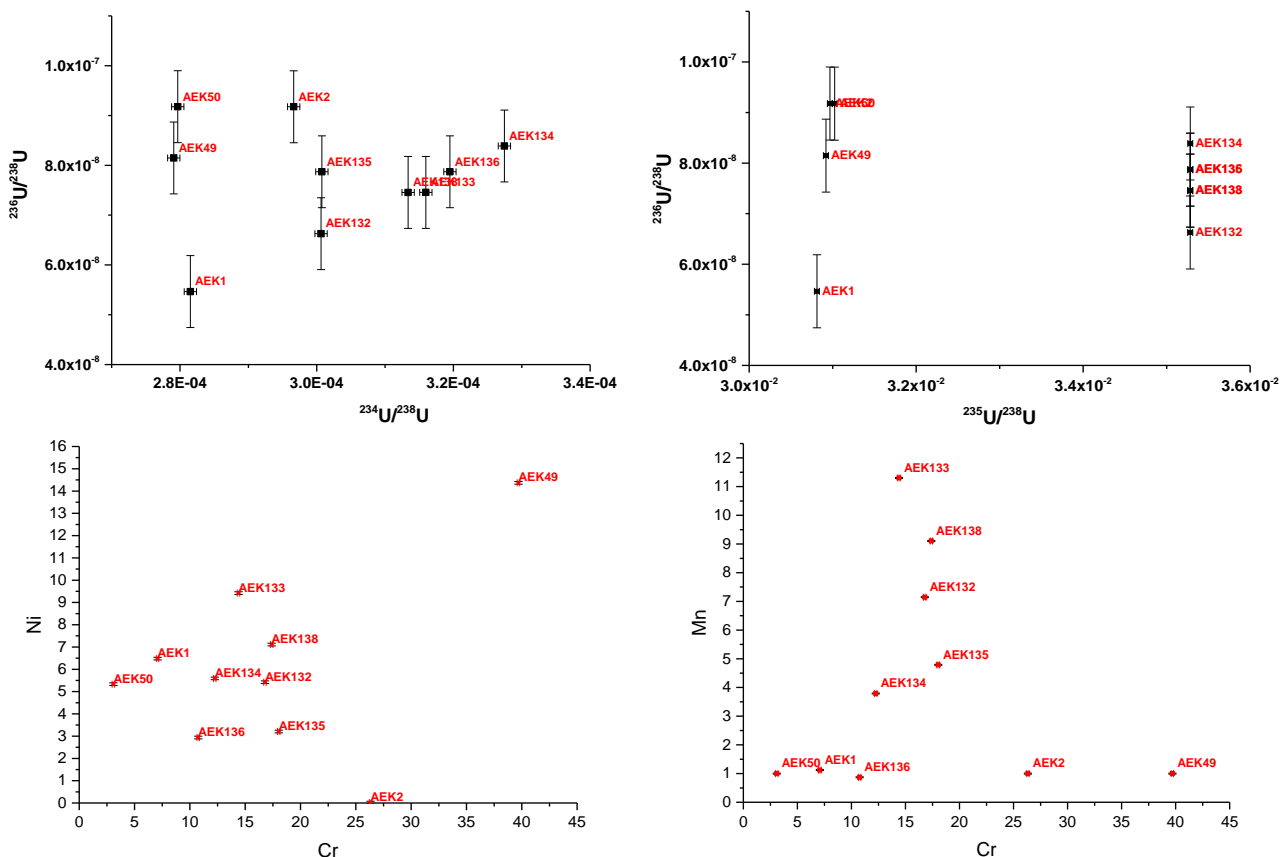 1.0x10⁻⁷
8.0x10⁻⁸
6.0x10⁻⁸
4.0x10⁻⁸
²³⁶U/²³⁸U
AEK50
AEK2
AEK49
AEK134
AEK135
AEK136
AEK133
AEK132
AEK1
2.8E-04
3.0E-04
3.2E-04
3.4E-04
²³⁴U/²³⁸U
1.0x10⁻⁷
8.0x10⁻⁸
6.0x10⁻⁸
4.0x10⁻⁸
²³⁶U/²³⁸U
AEK49
AEK134
AEK136
AEK138
AEK132
AEK1
3.0x10⁻²
3.2x10⁻²
3.4x10⁻²
3.6x10⁻²
²³⁵U/²³⁸U
16
15
14
13
12
11
10
9
8
7
6
5
4
3
2
1
0
Ni
AEK49
AEK133
AEK138
AEK1
AEK134
AEK132
AEK50
AEK135
AEK136
AEK2
0
5
10
15
20
25
30
35
40
45
Cr
12
11
10
9
8
7
6
5
4
3
2
1
0
Mn
AEK133
AEK138
AEK132
AEK135
AEK134
AEK50
AEK1
AEK136
AEK2
AEK49
0
5
10
15
20
25
30
35
40
45
Cr